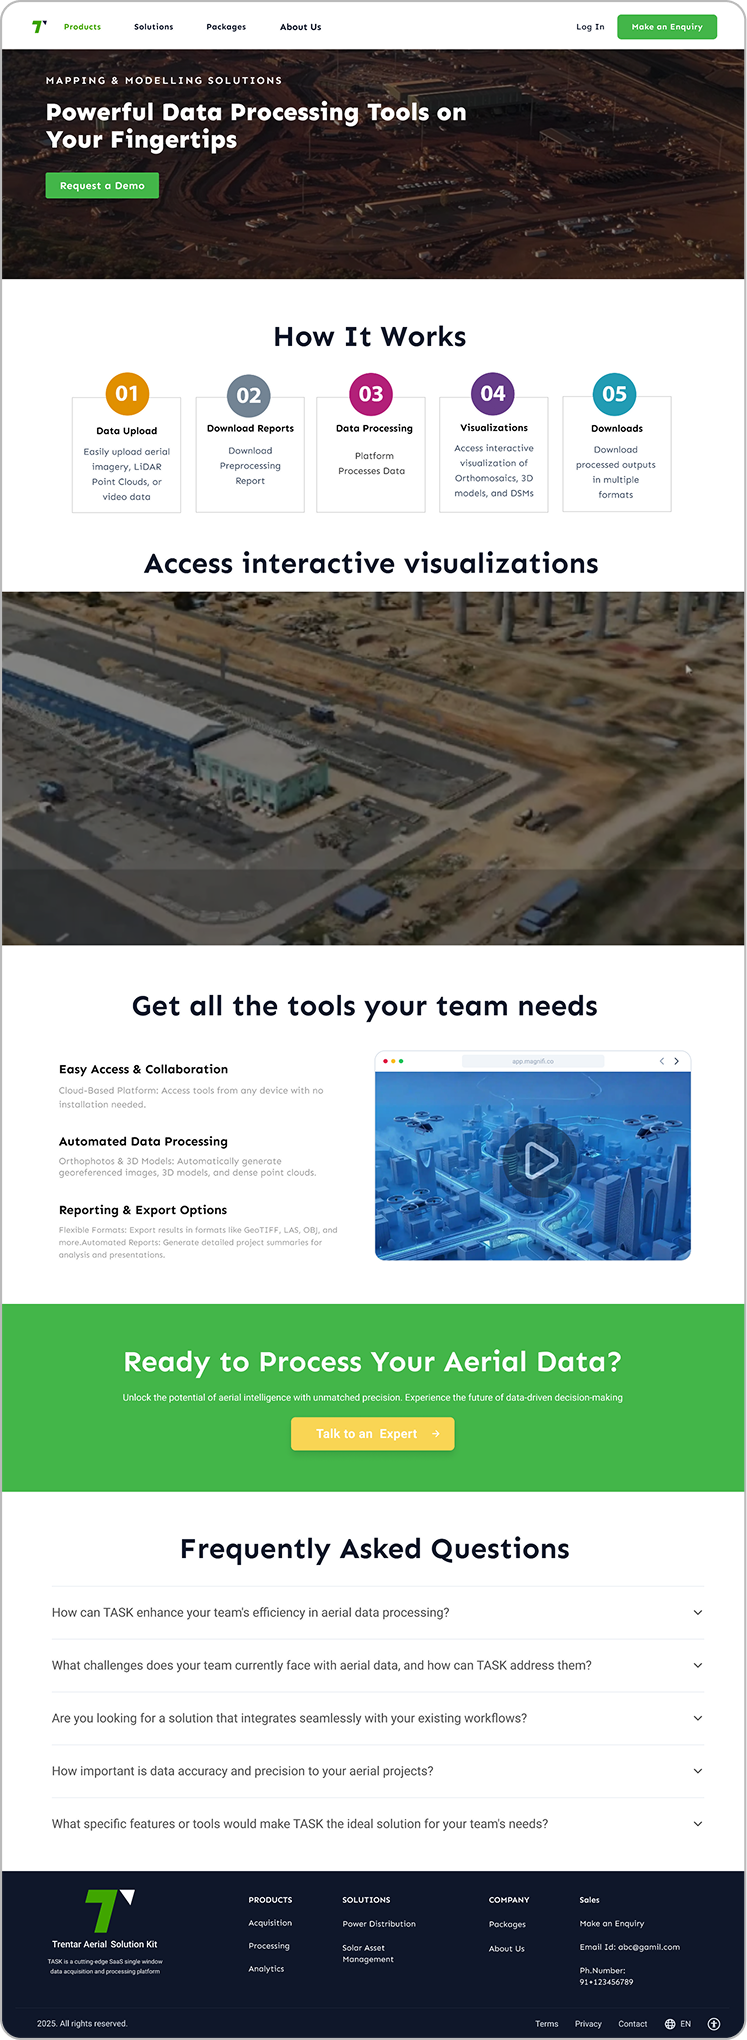 Products Solutions Packages About Us Log In Make an Enquiry
MAPPING & MODELLING SOLUTIONS
Powerful Data Processing Tools on
Your Fingertips
Request a Demo
How It Works
01
Data Upload
Easily upload aerial
imagery, LiDAR
Point Clouds, or
video data
02
Download Reports
Download
Preprocessing
Report
03
Data Processing
Platform
Processes Data
04
Visualizations
Access interactive
visualization of
Orthomosaics, 3D
models, and DSMs
05
Downloads
Download
processed outputs
in multiple
formats
Access interactive visualizations
Get all the tools your team needs
Easy Access & Collaboration
Cloud-Based Platform: Access tools from any device with no
installation needed.
Automated Data Processing
Orthophotos & 3D Models: Automatically generate
georeferenced images, 3D models, and dense point clouds.
Reporting & Export Options
Flexible Formats: Export results in formats like GeoTIFF, LAS, OBJ, and
more.Automated Reports: Generate detailed project summaries for
analysis and presentations.
app.magnifi.co
Ready to Process Your Aerial Data?
Unlock the potential of aerial intelligence with unmatched precision. Experience the future of data-driven decision-making
Talk to an Expert →
Frequently Asked Questions
How can TASK enhance your team's efficiency in aerial data processing?
What challenges does your team currently face with aerial data, and how can TASK address them?
Are you looking for a solution that integrates seamlessly with your existing workflows?
How important is data accuracy and precision to your aerial projects?
What specific features or tools would make TASK the ideal solution for your team's needs?
Trentar Aerial Solution Kit
TASK is a cutting edge SaaS single window
data acquisition and processing platform
PRODUCTS
Acquisition
Processing
Analytics
SOLUTIONS
Power Distribution
Solar Asset
Management
COMPANY
Packages
About Us
Sales
Make an Enquiry
Email Id: abc@gamil.com
Ph.Number:
91+123456789
2025. All rights reserved.
Terms Privacy Contact EN